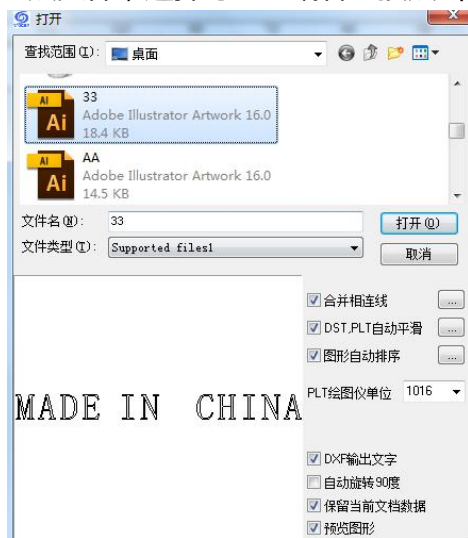 打开
查找范围(I): 桌面
33
Adobe Illustrator Artwork 16.0
18.4 KB
AA
Adobe Illustrator Artwork 16.0
14.5 KB
文件名(N): 33 打开(O)
文件类型(T): Supported files1 取消
合并相连线 ...
DST,PLT自动平滑 ...
图形自动排序 ...
PLT绘图仪单位 1016
MADE IN CHINA
DXF输出文字
自动旋转90度
保留当前文档数据
预览图形